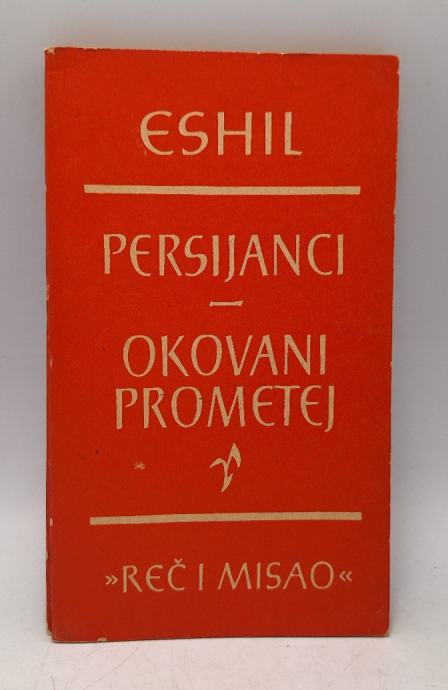 ESHIL
PERSIJANCI
–
OKOVANI
PROMETEJ
»REČ I MISAO«